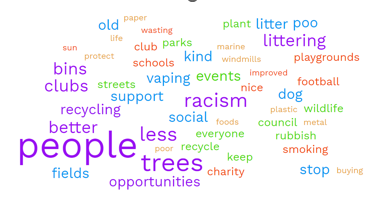 paper
old
plant
litter
poo
wasting
life
littering
sun
club
parks
marine
protect
kind
windmills
playgrounds
schools
bins
vaping
events
improved
football
clubs
streets
nice
support
dog
racism
recycling
plastic
wildlife
social
foods
council
metal
better
less
everyone
rubbish
people
poor
recycle
smoking
trees
keep
fields
charity
stop
buying
opportunities